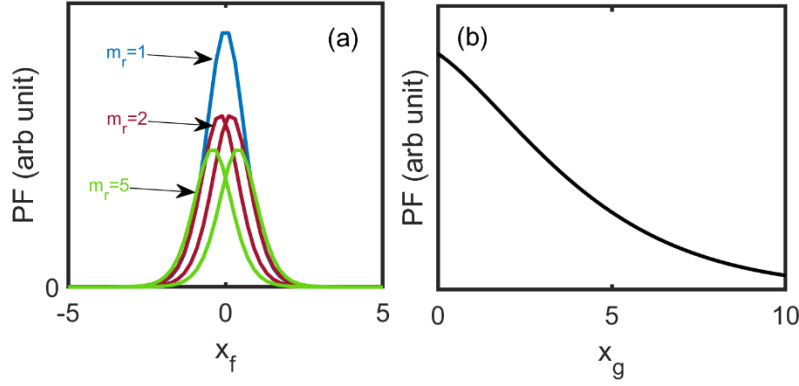 (a)
m_r=1
m_r=2
m_r=5
PF (arb unit)
0
-5 0 5
x_f
(b)
PF (arb unit)
0 5 10
x_g